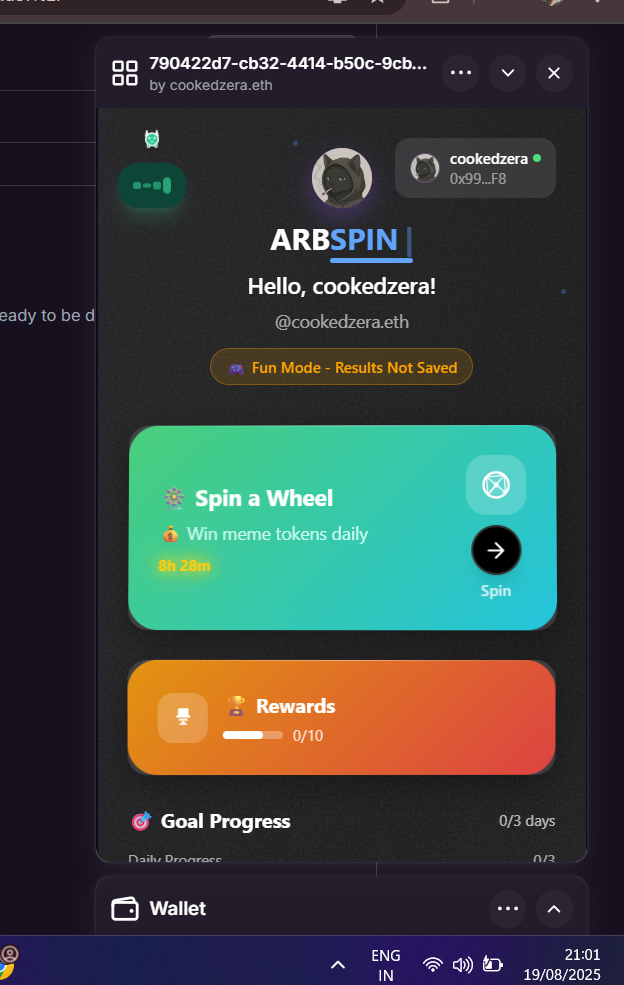 790422d7-cb32-4414-b50c-9cb...
by cookedzera.eth
cookedzera
0x99...F8
ARBSPIN
Hello, cookedzera!
@cookedzera.eth
🎮 Fun Mode - Results Not Saved
eady to be d
🎡 Spin a Wheel
💰 Win meme tokens daily
8h 28m
Spin
🏆 Rewards
0/10
🎯 Goal Progress
0/3 days
Daily Progress
0/3
Wallet
ENG
IN
21:01
19/08/2025